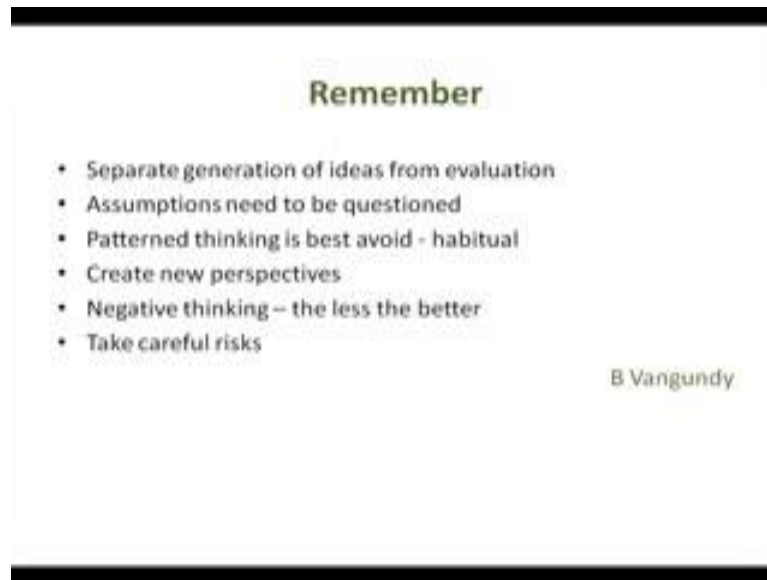 Remember
• Separate generation of ideas from evaluation
• Assumptions need to be questioned
• Patterned thinking is best avoid - habitual
• Create new perspectives
• Negative thinking – the less the better
• Take careful risks
B Vangundy